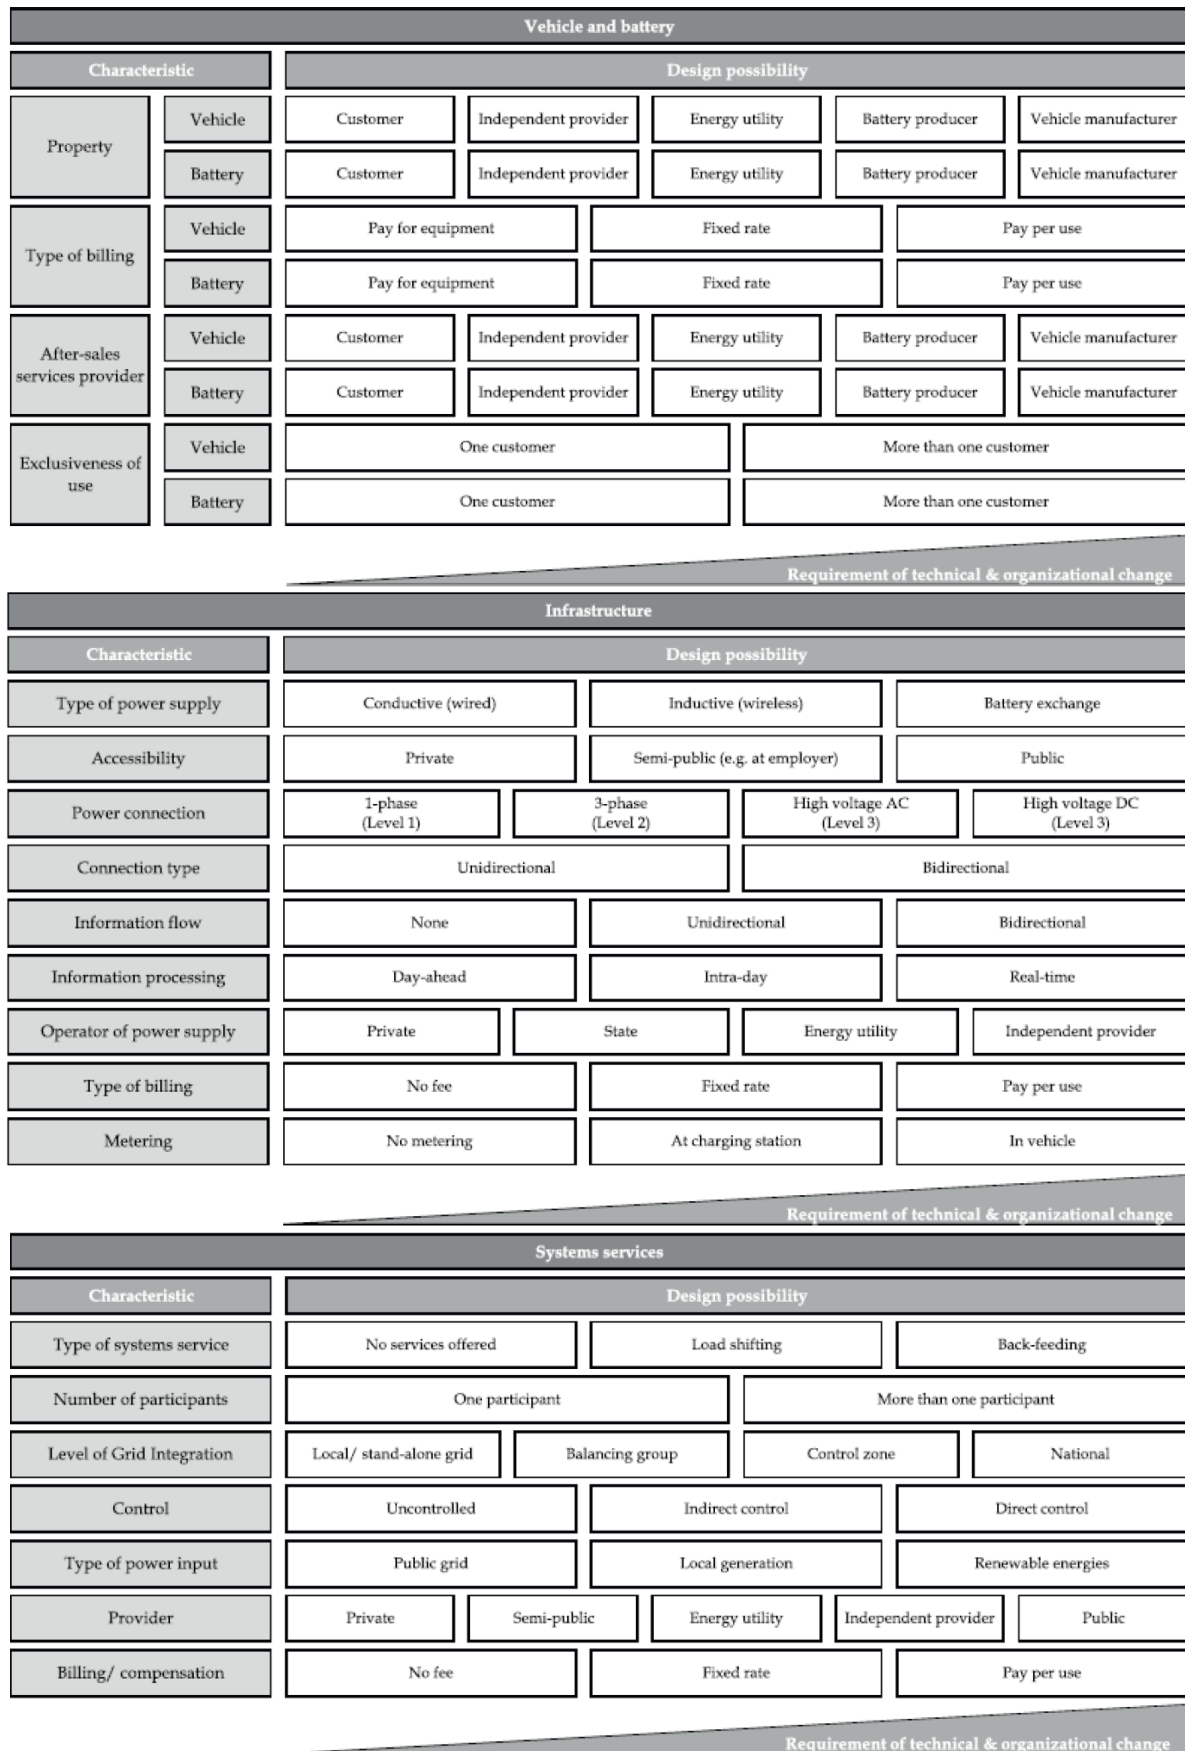 Vehicle and battery
Characteristic Design possibility
Property Vehicle Customer Independent provider Energy utility Battery producer Vehicle manufacturer
Battery Customer Independent provider Energy utility Battery producer Vehicle manufacturer
Type of billing Vehicle Pay for equipment Fixed rate Pay per use
Battery Pay for equipment Fixed rate Pay per use
After-sales
services provider
Vehicle Customer Independent provider Energy utility Battery producer Vehicle manufacturer
Battery Customer Independent provider Energy utility Battery producer Vehicle manufacturer
Exclusiveness of
use
Vehicle One customer More than one customer
Battery One customer More than one customer
Requirement of technical & organizational change
Infrastructure
Characteristic Design possibility
Type of power supply Conductive (wired) Inductive (wireless) Battery exchange
Accessibility Private Semi-public (e.g. at employer) Public
Power connection
1-phase
(Level 1)
3-phase
(Level 2)
High voltage AC
(Level 3)
High voltage DC
(Level 3)
Connection type Unidirectional Bidirectional
Information flow None Unidirectional Bidirectional
Information processing Day-ahead Intra-day Real-time
Operator of power supply Private State Energy utility Independent provider
Type of billing No fee Fixed rate Pay per use
Metering No metering At charging station In vehicle
Requirement of technical & organizational change
Systems services
Characteristic Design possibility
Type of systems service No services offered Load shifting Back-feeding
Number of participants One participant More than one participant
Level of Grid Integration Local/ stand-alone grid Balancing group Control zone National
Control Uncontrolled Indirect control Direct control
Type of power input Public grid Local generation Renewable energies
Provider Private Semi-public Energy utility Independent provider Public
Billing/ compensation No fee Fixed rate Pay per use
Requirement of technical & organizational change